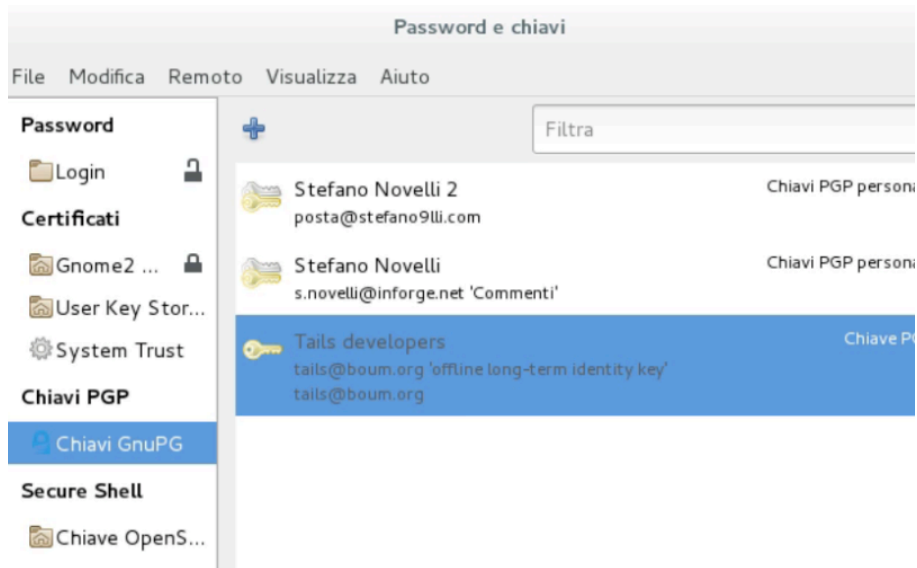 Password e chiavi
File Modifica Remoto Visualizza Aiuto
Password
Login
Certificati
Gnome2 ...
User Key Stor...
System Trust
Chiavi PGP
Chiavi GnuPG
Secure Shell
Chiave OpenS...
Filtra
Stefano Novelli 2
Chiavi PGP persona
posta@stefano9lli.com
Stefano Novelli
Chiavi PGP persona
s.novelli@inforge.net 'Commenti'
Tails developers
Chiave PG
tails@boum.org 'offline long-term identity key'
tails@boum.org